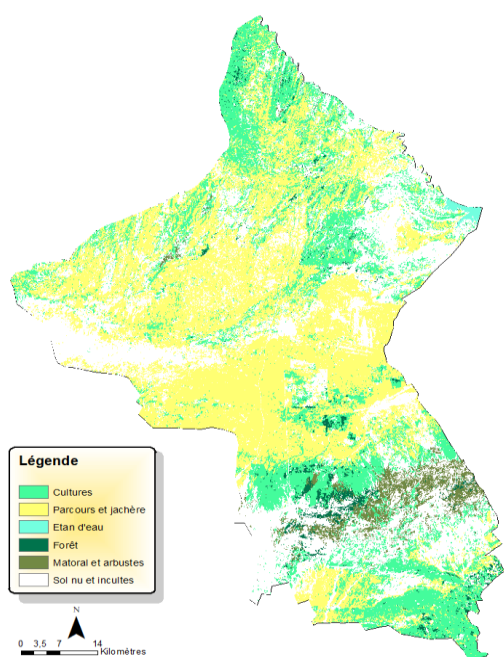 Légende
Cultures
Parcours et jachère
Etan d'eau
Forêt
Matoral et arbustes
Sol nu et incultes
N
0 3,5 7 14
Kilomètres